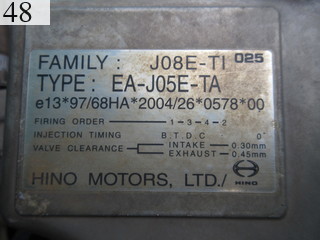 48
FAMILY : J08E-TI 025
TYPE : EA-J05E-TA
e13*97/68HA*2004/26*0578*00
FIRING ORDER 1-3-4-2
INJECTION TIMING B.T.D.C 0°
VALVE CLEARANCE INTAKE 0.30mm
EXHAUST 0.45mm
HINO MOTORS, LTD./ HINO